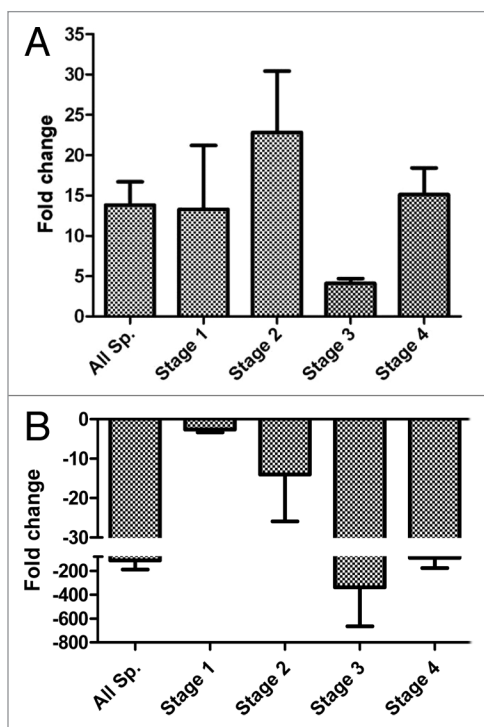 A
Fold change
35
30
25
20
15
10
5
0
All Sp.
Stage 1
Stage 2
Stage 3
Stage 4
B
Fold change
0
-10
-20
-30
-200
-400
-600
-800
All Sp.
Stage 1
Stage 2
Stage 3
Stage 4